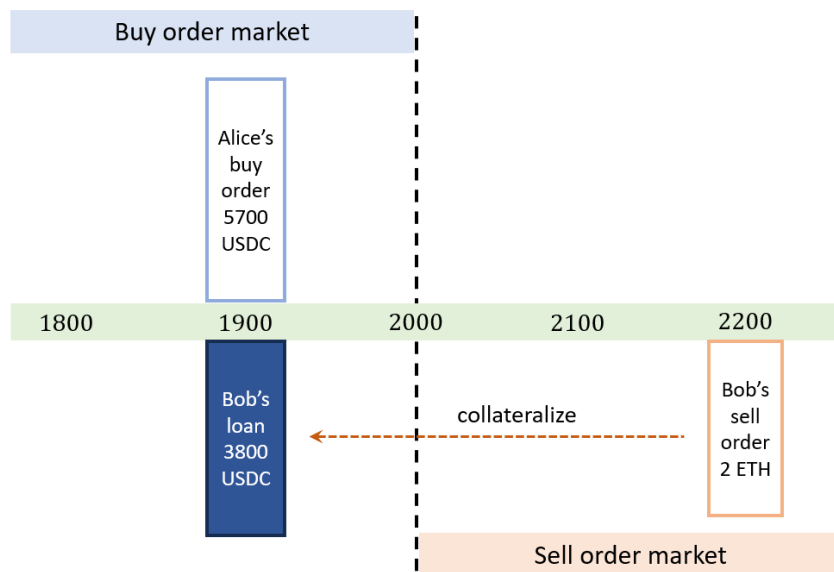 Buy order market
Alice's
buy
order
5700
USDC
1800 1900 2000 2100 2200
Bob's
loan
3800
USDC
collateralize
Bob's
sell
order
2 ETH
Sell order market